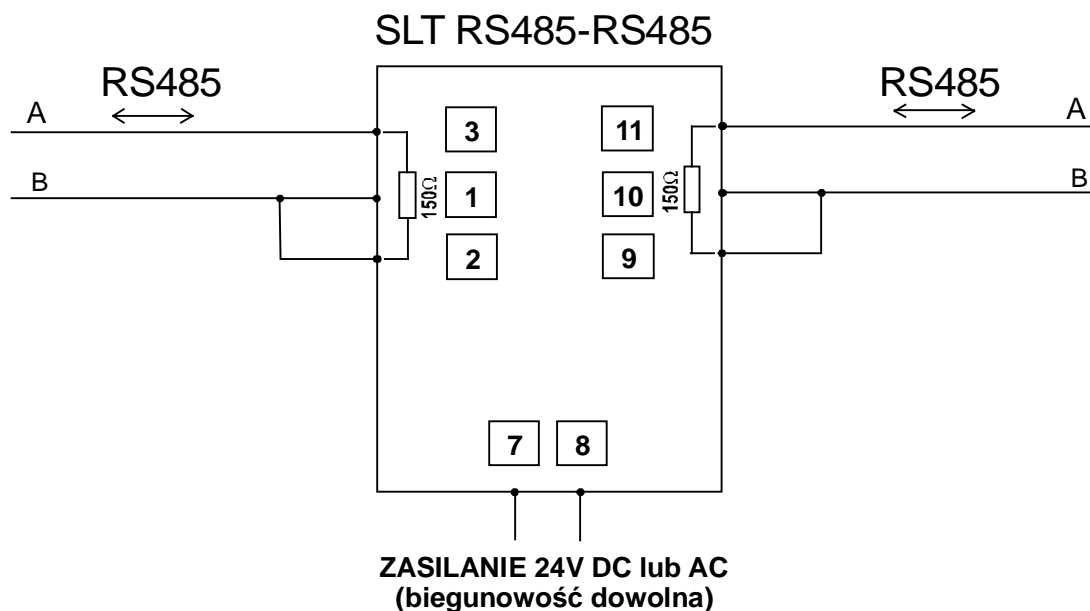 SLT RS485-RS485
RS485
RS485
A
A
B
B
3
11
150Ω
1
10
150Ω
2
9
7
8
ZASILANIE 24V DC lub AC
(biegunowość dowolna)